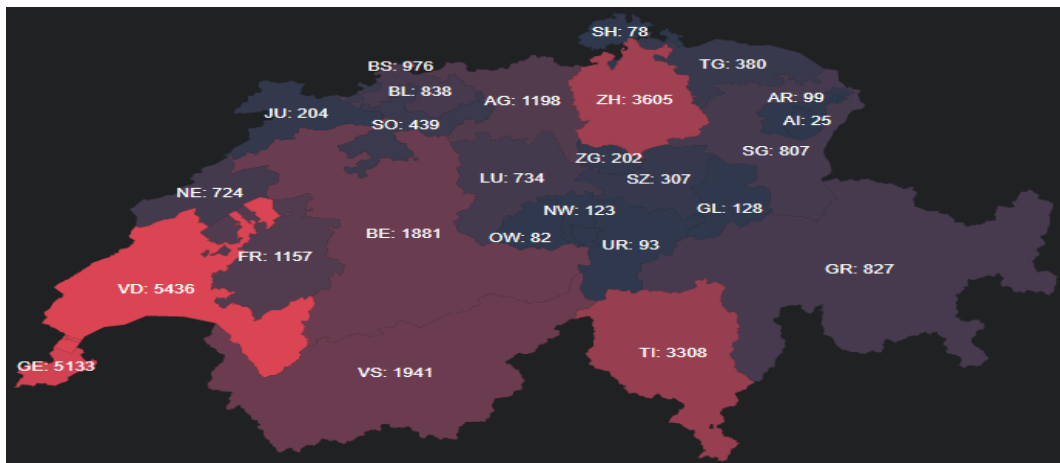 SH: 78
BS: 976
TG: 380
BL: 838
AG: 1198
ZH: 3605
AR: 99
JU: 204
SO: 439
AI: 25
SG: 807
ZG: 202
LU: 734
SZ: 307
NE: 724
NW: 123
GL: 128
BE: 1881
OW: 82
UR: 93
FR: 1157
GR: 827
VD: 5436
TI: 3308
GE: 5133
VS: 1941